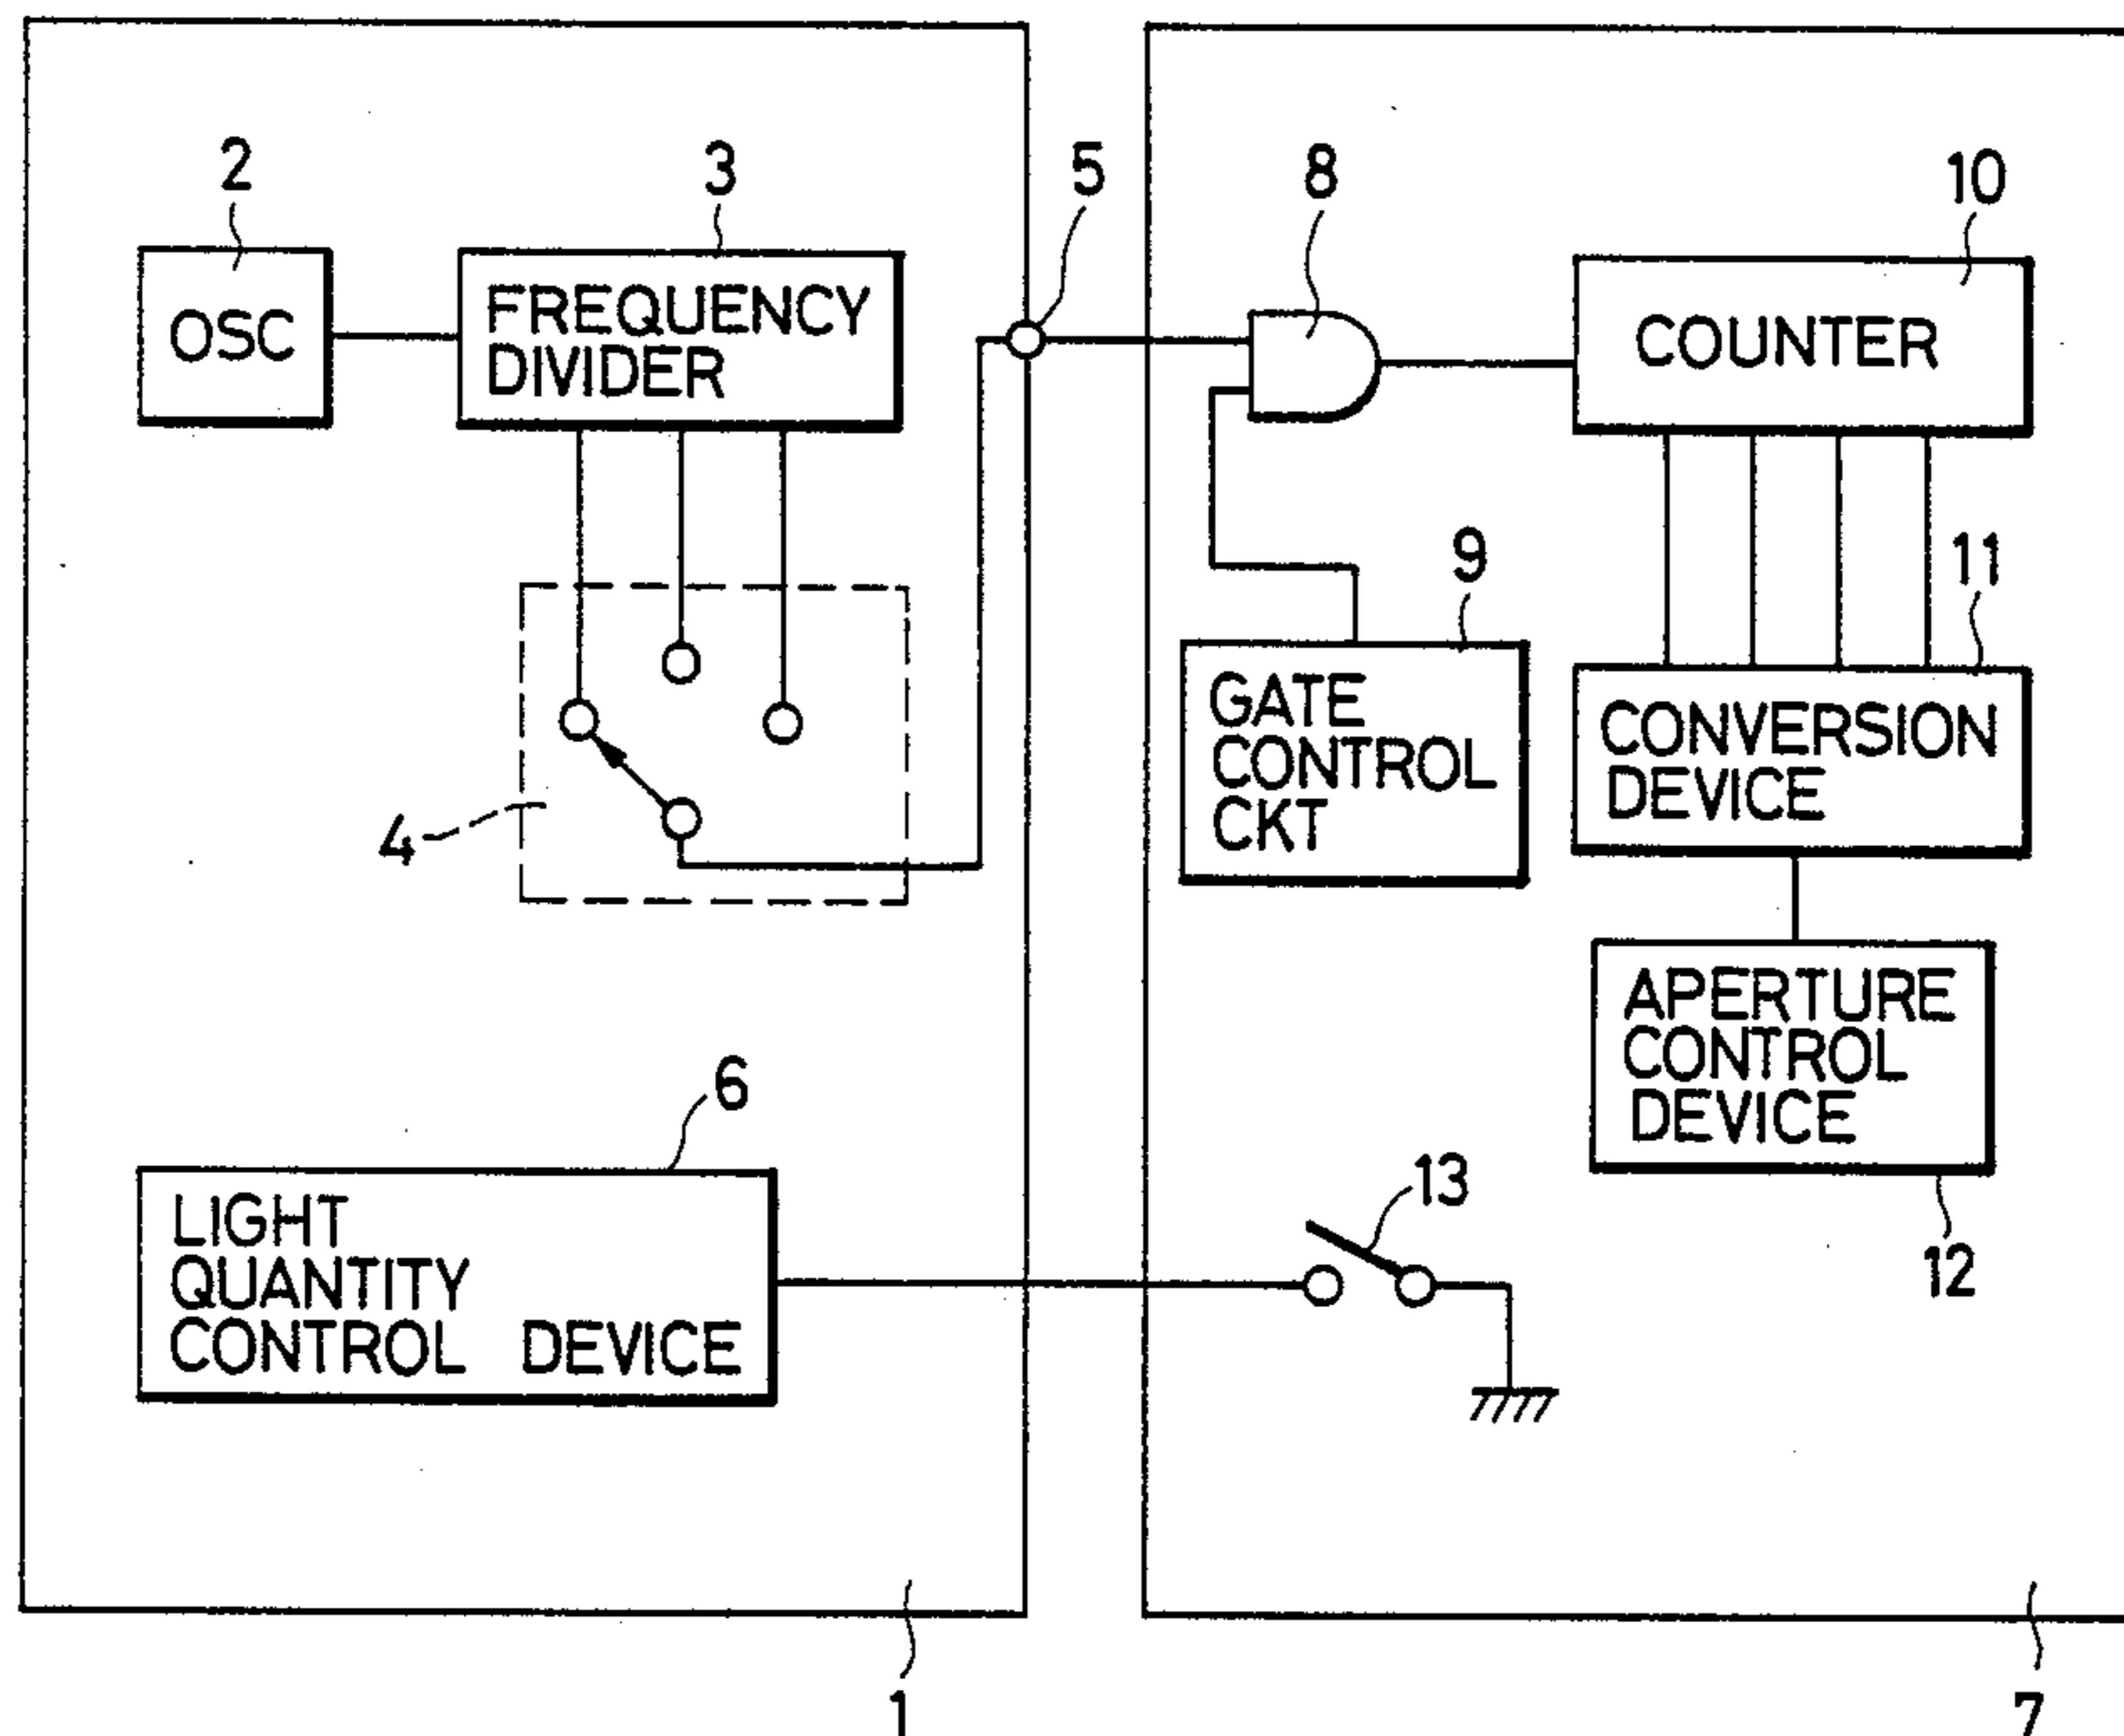 2
3
5
8
10
OSC
FREQUENCY
DIVIDER
COUNTER
4
9
11
GATE
CONTROL
CKT
CONVERSION
DEVICE
6
APERTURE
CONTROL
DEVICE
LIGHT
QUANTITY
CONTROL DEVICE
13
12
1
7